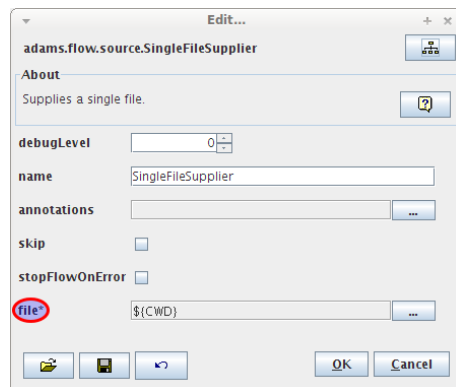 Edit...
adams.flow.source.SingleFileSupplier
About
Supplies a single file.
debugLevel 0
name SingleFileSupplier
annotations ...
skip
stopFlowOnError
file* ${CWD} ...
OK Cancel